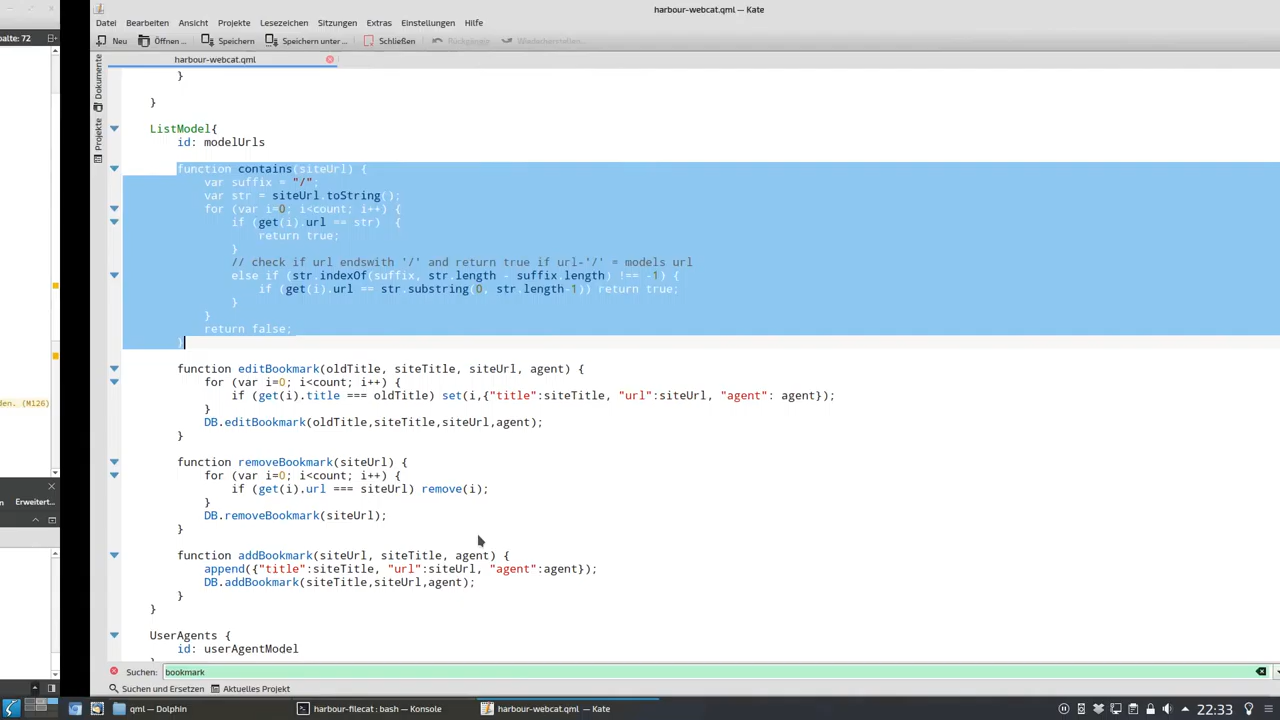 harbour-webcat.qml — Kate
Datei Bearbeiten Ansicht Projekte Lesezeichen Sitzungen Extras Einstellungen Hilfe
palte: 72
Neu Öffnen ... Speichern Speichern unter ... Schließen Rückgängig Wiederherstellen...
harbour-webcat.qml
Dokumente
Projekte
}
}
ListModel{
id: modelUrls
function contains(siteUrl) {
var suffix = "/";
var str = siteUrl.toString();
for (var i=0; i<count; i++) {
if (get(i).url == str) {
return true;
}
// check if url endswith '/' and return true if url-'/' = models url
else if (str.indexOf(suffix, str.length - suffix.length) !== -1) {
if (get(i).url == str.substring(0, str.length-1)) return true;
}
}
return false;
}
function editBookmark(oldTitle, siteTitle, siteUrl, agent) {
for (var i=0; i<count; i++) {
if (get(i).title === oldTitle) set(i,{"title":siteTitle, "url":siteUrl, "agent": agent});
}
DB.editBookmark(oldTitle,siteTitle,siteUrl,agent);
}
function removeBookmark(siteUrl) {
for (var i=0; i<count; i++) {
if (get(i).url === siteUrl) remove(i);
}
DB.removeBookmark(siteUrl);
}
function addBookmark(siteUrl, siteTitle, agent) {
append({"title":siteTitle, "url":siteUrl, "agent":agent});
DB.addBookmark(siteTitle,siteUrl,agent);
}
}
UserAgents {
id: userAgentModel
den. (M126)
n Erweitert...
Suchen: bookmark
Suchen und Ersetzen Aktuelles Projekt
qml – Dolphin harbour-filecat : bash – Konsole harbour-webcat.qml – Kate 22:33